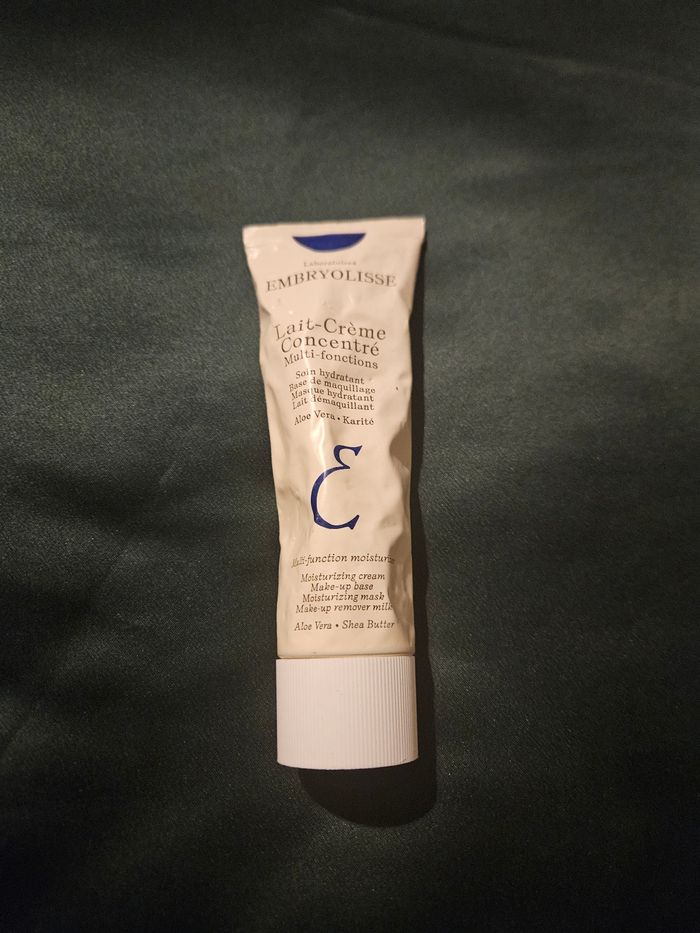 Laboratoires
EMBRYOLISSE
Lait-Crème
Concentré
Multi-fonctions
Soin hydratant
Base de maquillage
Masque hydratant
Lait démaquillant
Aloe Vera • Karité
E
Multi-function moisturizer
Moisturizing cream
Make-up base
Moisturizing mask
Make-up remover milk
Aloe Vera • Shea Butter